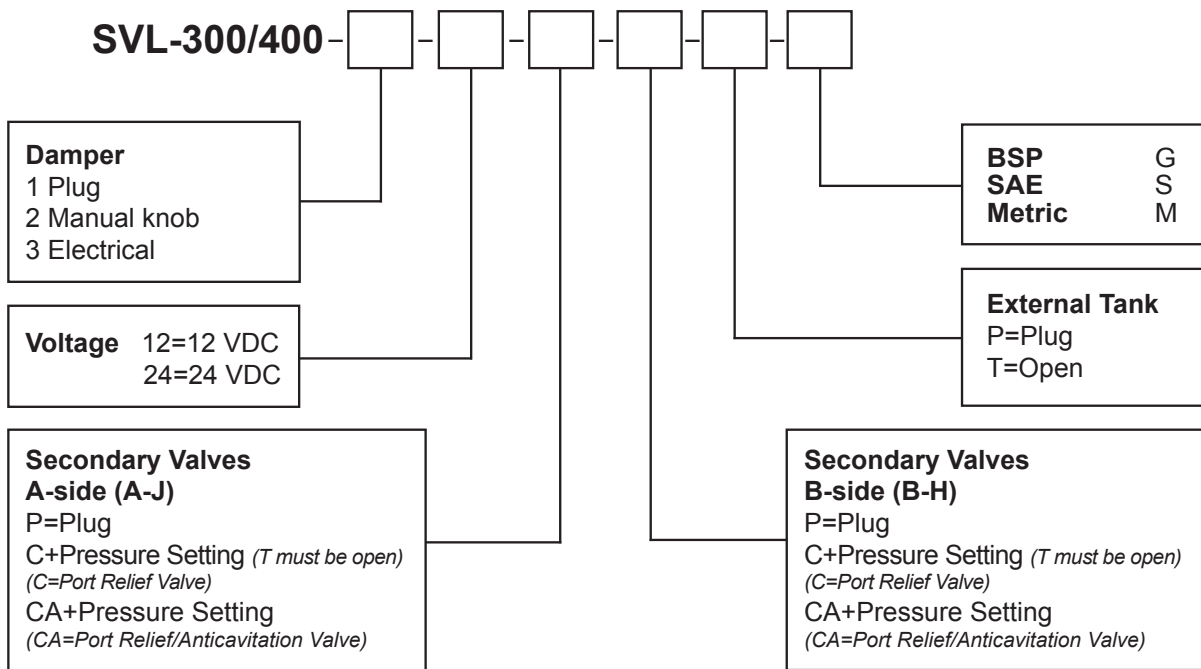 SVL-300/400- - - - - -
Damper
1 Plug
2 Manual knob
3 Electrical
Voltage 12=12 VDC
24=24 VDC
Secondary Valves
A-side (A-J)
P=Plug
C+Pressure Setting (T must be open)
(C=Port Relief Valve)
CA+Pressure Setting
(CA=Port Relief/Anticavitation Valve)
BSP G
SAE S
Metric M
External Tank
P=Plug
T=Open
Secondary Valves
B-side (B-H)
P=Plug
C+Pressure Setting (T must be open)
(C=Port Relief Valve)
CA+Pressure Setting
(CA=Port Relief/Anticavitation Valve)